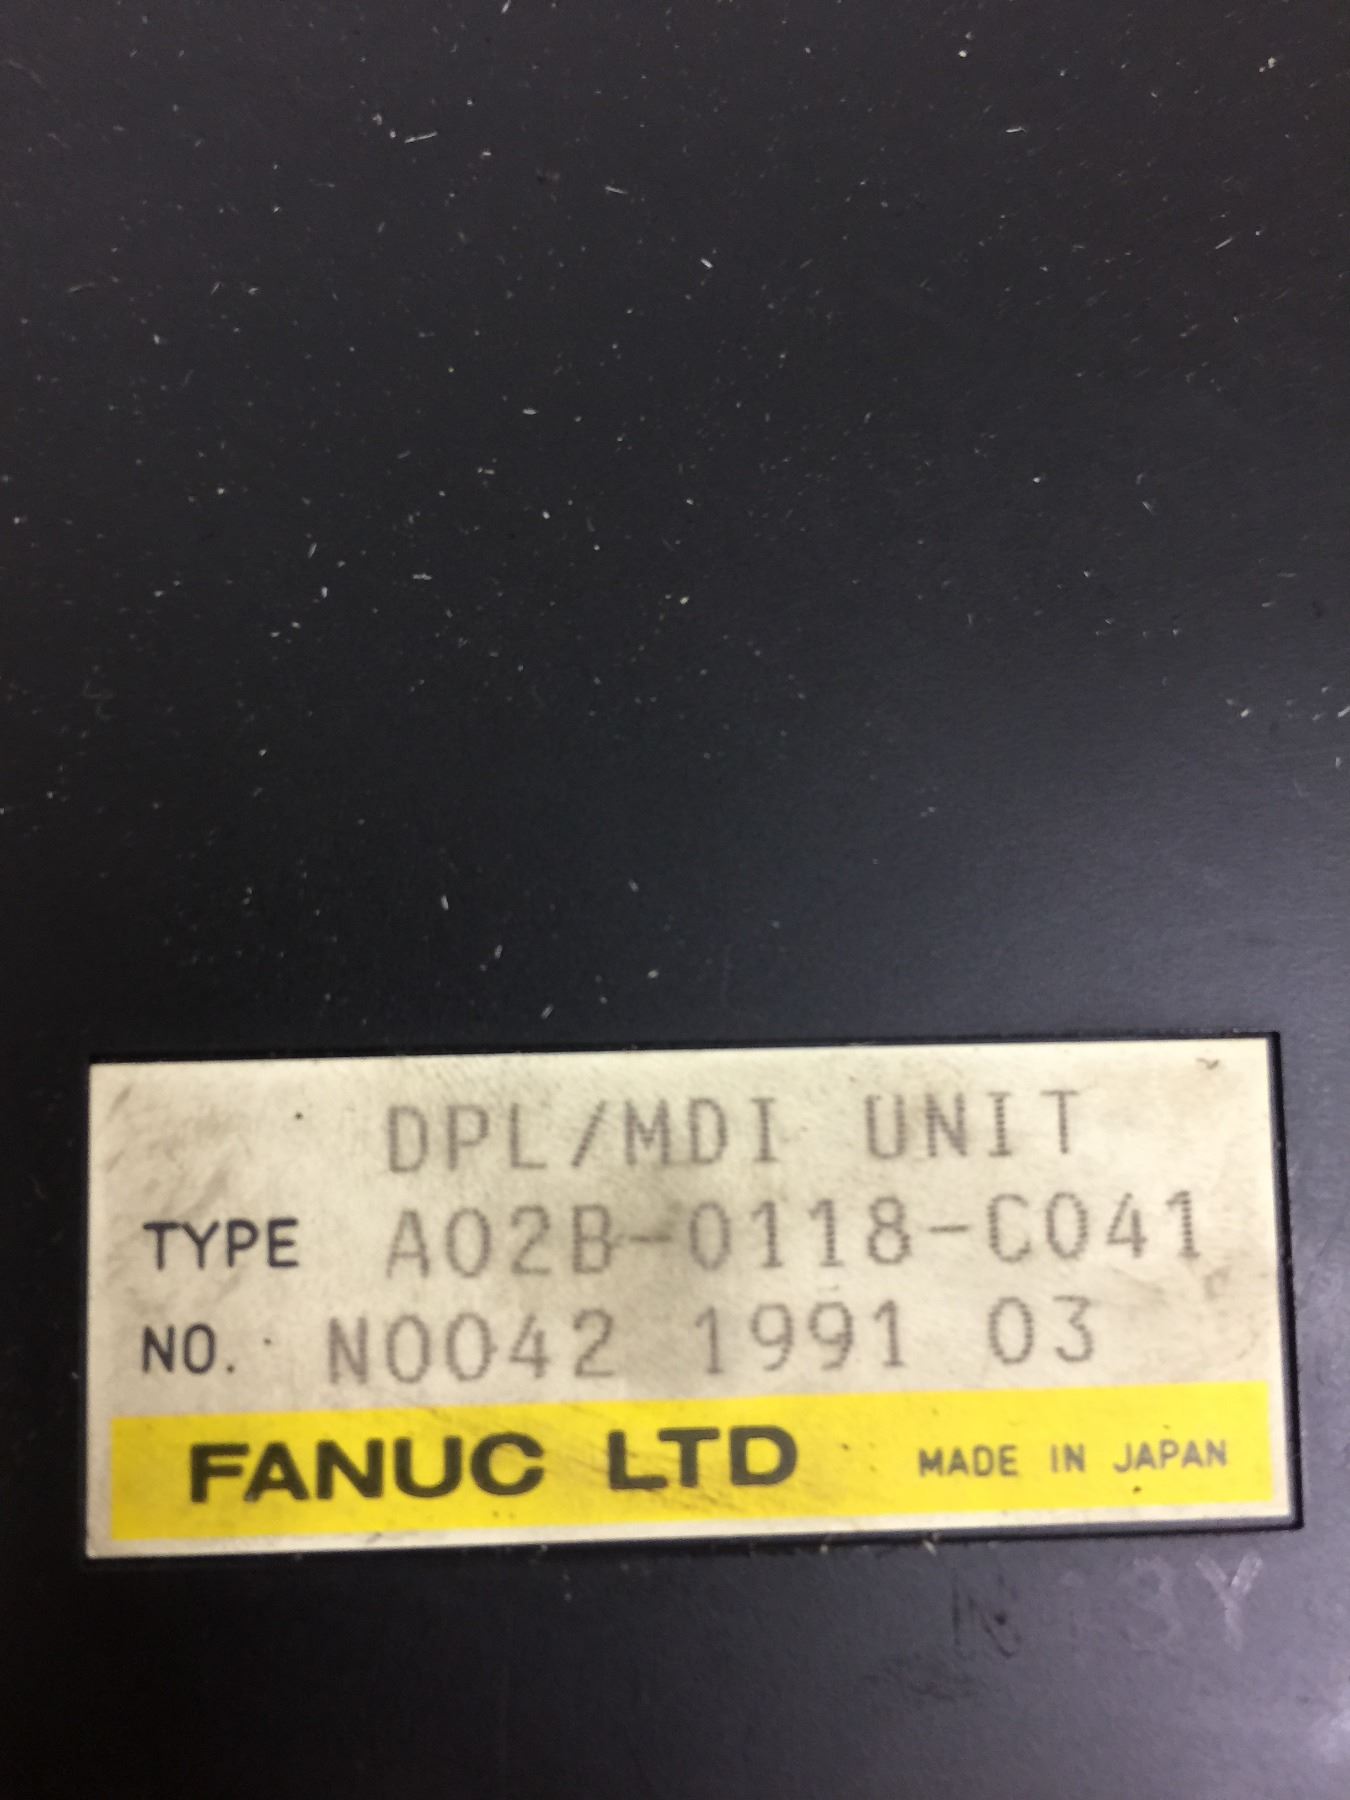 DPL/MDI UNIT
TYPE A02B-0118-C041
NO. N0042 1991 03
FANUC LTD MADE IN JAPAN